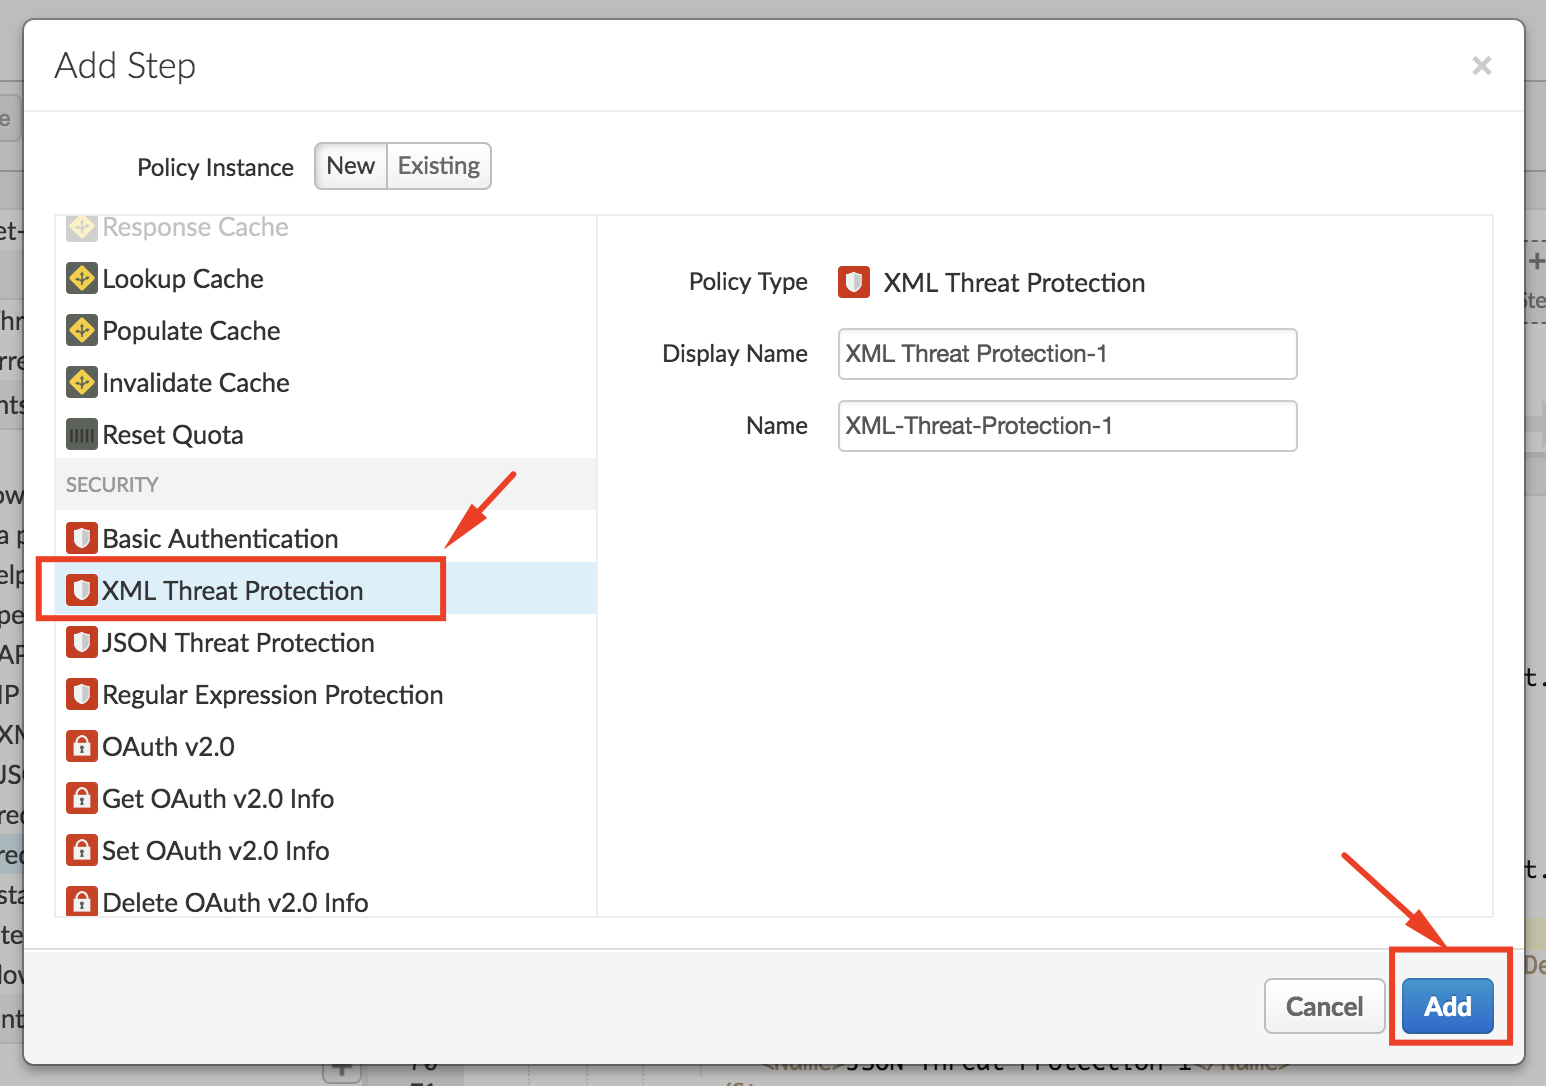 Add Step
×
Policy Instance New Existing
Response Cache
Lookup Cache
Populate Cache
Invalidate Cache
Reset Quota
SECURITY
Basic Authentication
XML Threat Protection
JSON Threat Protection
Regular Expression Protection
OAuth v2.0
Get OAuth v2.0 Info
Set OAuth v2.0 Info
Delete OAuth v2.0 Info
Policy Type XML Threat Protection
Display Name XML Threat Protection-1
Name XML-Threat-Protection-1
Cancel Add